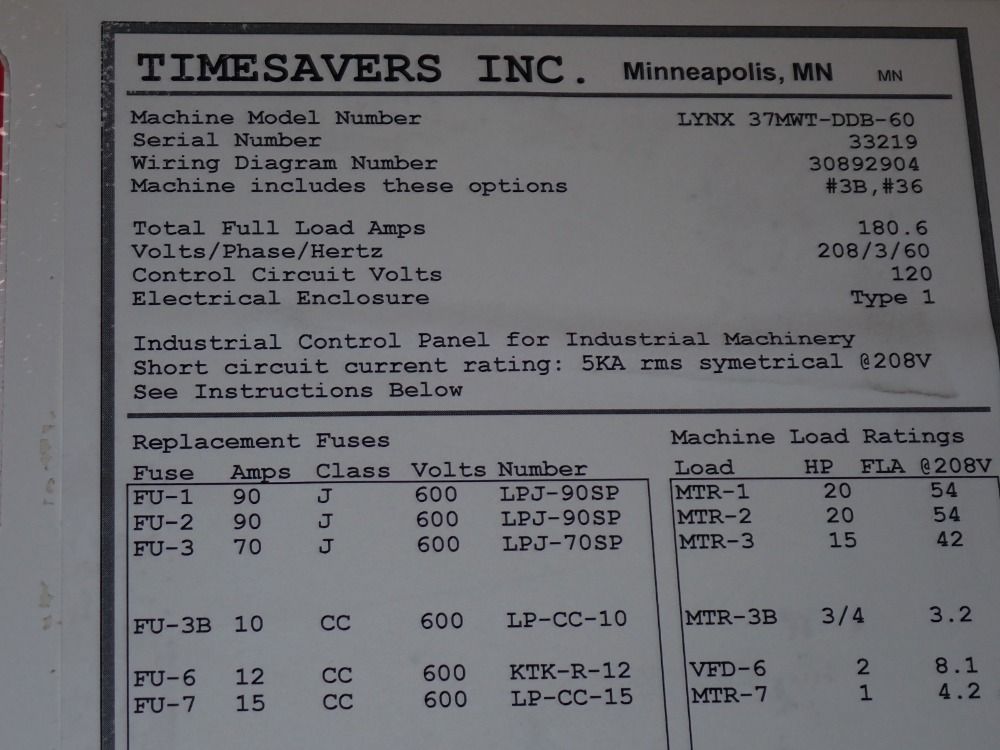 TIMESAVERS INC. Minneapolis, MN MN
Machine Model Number LYNX 37MWT-DDB-60
Serial Number 33219
Wiring Diagram Number 30892904
Machine includes these options #3B,#36
Total Full Load Amps 180.6
Volts/Phase/Hertz 208/3/60
Control Circuit Volts 120
Electrical Enclosure Type 1
Industrial Control Panel for Industrial Machinery
Short circuit current rating: 5KA rms symetrical @208V
See Instructions Below
Replacement Fuses
Fuse Amps Class Volts Number
FU-1 90 J 600 LPJ-90SP
FU-2 90 J 600 LPJ-90SP
FU-3 70 J 600 LPJ-70SP
FU-3B 10 CC 600 LP-CC-10
FU-6 12 CC 600 KTK-R-12
FU-7 15 CC 600 LP-CC-15
Machine Load Ratings
Load HP FLA @208V
MTR-1 20 54
MTR-2 20 54
MTR-3 15 42
MTR-3B 3/4 3.2
VFD-6 2 8.1
MTR-7 1 4.2